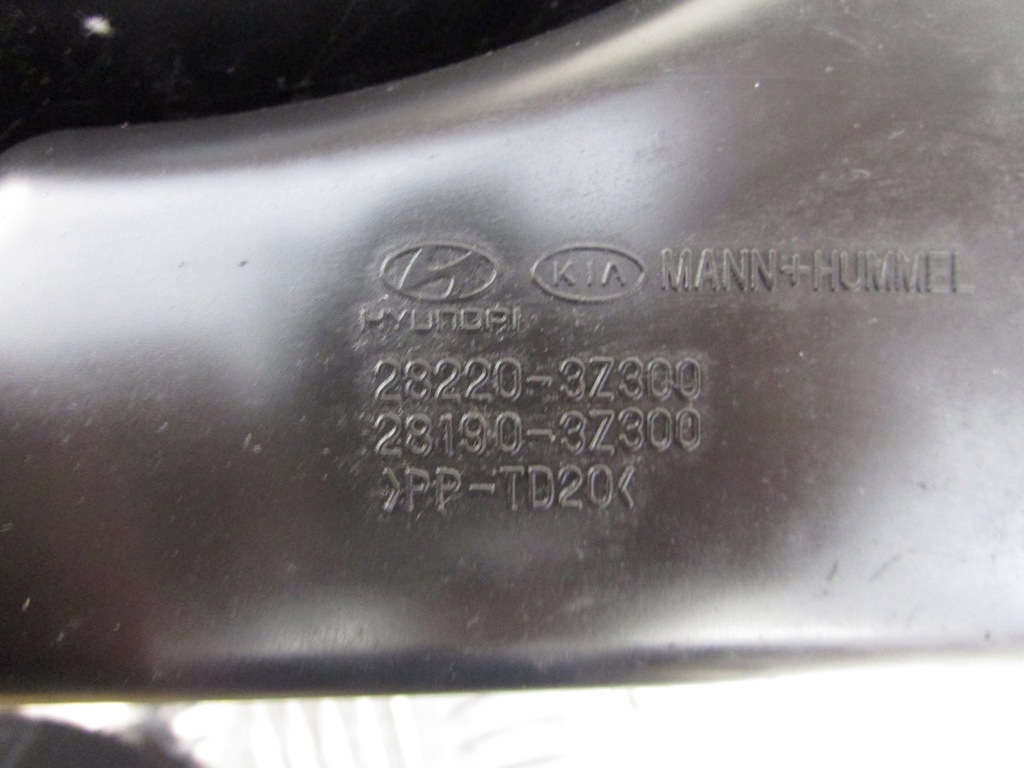 KIA MANN+HUMMEL
HYUNDAI
28220-3Z300
28190-3Z300
>PP-TD20<